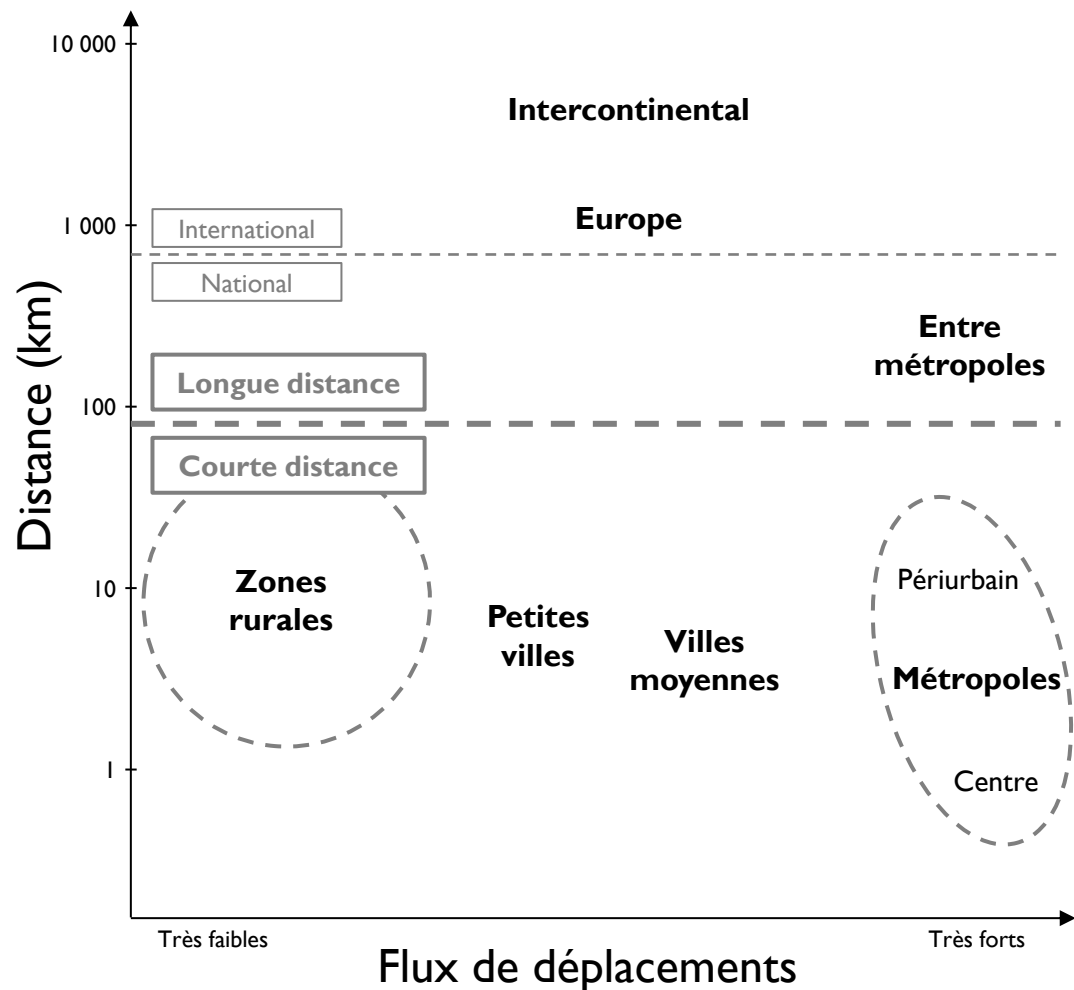 10 000
Intercontinental
1 000
International
Europe
National
Entre
métropoles
Longue distance
100
Courte distance
Distance (km)
10
Zones
rurales
Petites
villes
Villes
moyennes
Périurbain
Métropoles
1
Centre
Très faibles
Très forts
Flux de déplacements